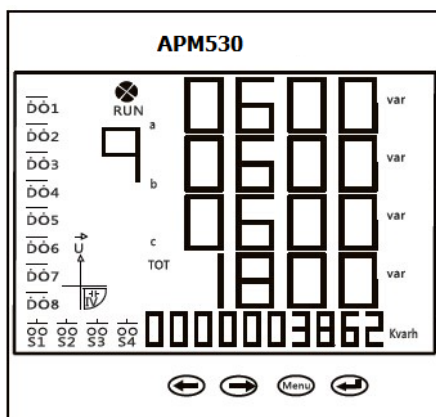 APM530
DO1 RUN a 0600 var
DO2 q
DO3 b 0600 var
DO4
DO5 0600 var
DO6 U c
DO7 TOT 1800 var
DO8 IV
S1 S2 S3 S4 0000003862 Kvarh
Menu